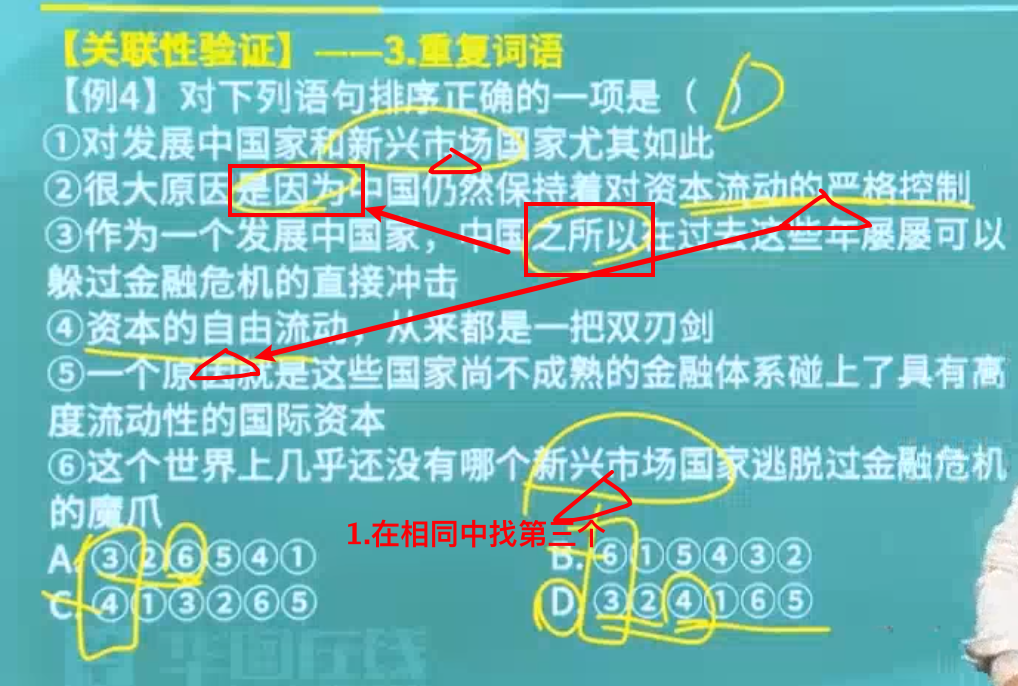 【关联性验证】——3.重复词语
【例4】对下列语句排序正确的一项是（ ）D
①对发展中国家和新兴市场国家尤其如此
②很大原因是因为中国仍然保持着对资本流动的严格控制
③作为一个发展中国家，中国之所以在过去这些年屡屡可以
躲过金融危机的直接冲击
④资本的自由流动，从来都是一把双刃剑
⑤一个原因就是这些国家尚不成熟的金融体系碰上了具有高
度流动性的国际资本
⑥这个世界上几乎还没有哪个新兴市场国家逃脱过金融危机
的魔爪
1.在相同中找第三个
A. ③②⑥⑤④① B. ⑥①⑤④③②
C. ④①③②⑥⑤ D. ③②④①⑥⑤
华图在线